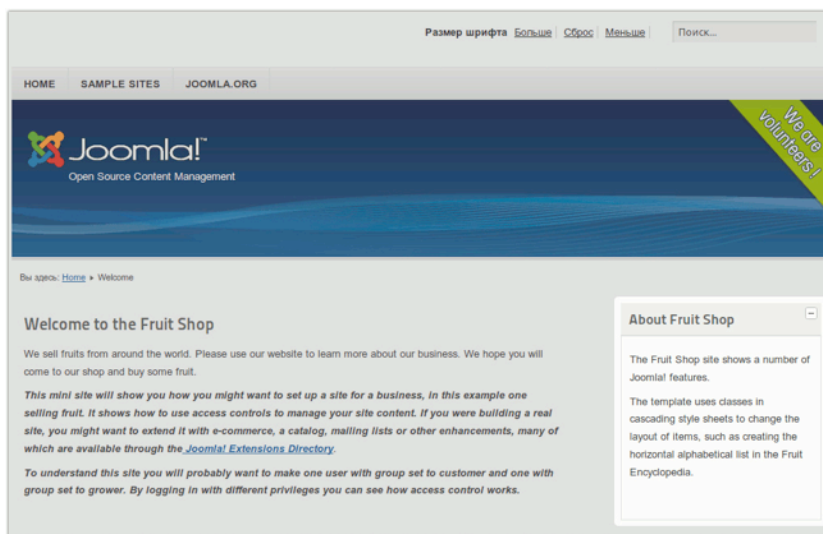 Размер шрифта Больше Сброс Меньше Поиск...
HOME SAMPLE SITES JOOMLA.ORG
We are
volunteers!
Joomla!™
Open Source Content Management
Вы здесь: Home ▸ Welcome
Welcome to the Fruit Shop
We sell fruits from around the world. Please use our website to learn more about our business. We hope you will
come to our shop and buy some fruit.
This mini site will show you how you might want to set up a site for a business, in this example one
selling fruit. It shows how to use access controls to manage your site content. If you were building a real
site, you might want to extend it with e-commerce, a catalog, mailing lists or other enhancements, many of
which are available through the Joomla! Extensions Directory.
To understand this site you will probably want to make one user with group set to customer and one with
group set to grower. By logging in with different privileges you can see how access control works.
About Fruit Shop
The Fruit Shop site shows a number of
Joomla! features.
The template uses classes in
cascading style sheets to change the
layout of items, such as creating the
horizontal alphabetical list in the Fruit
Encyclopedia.